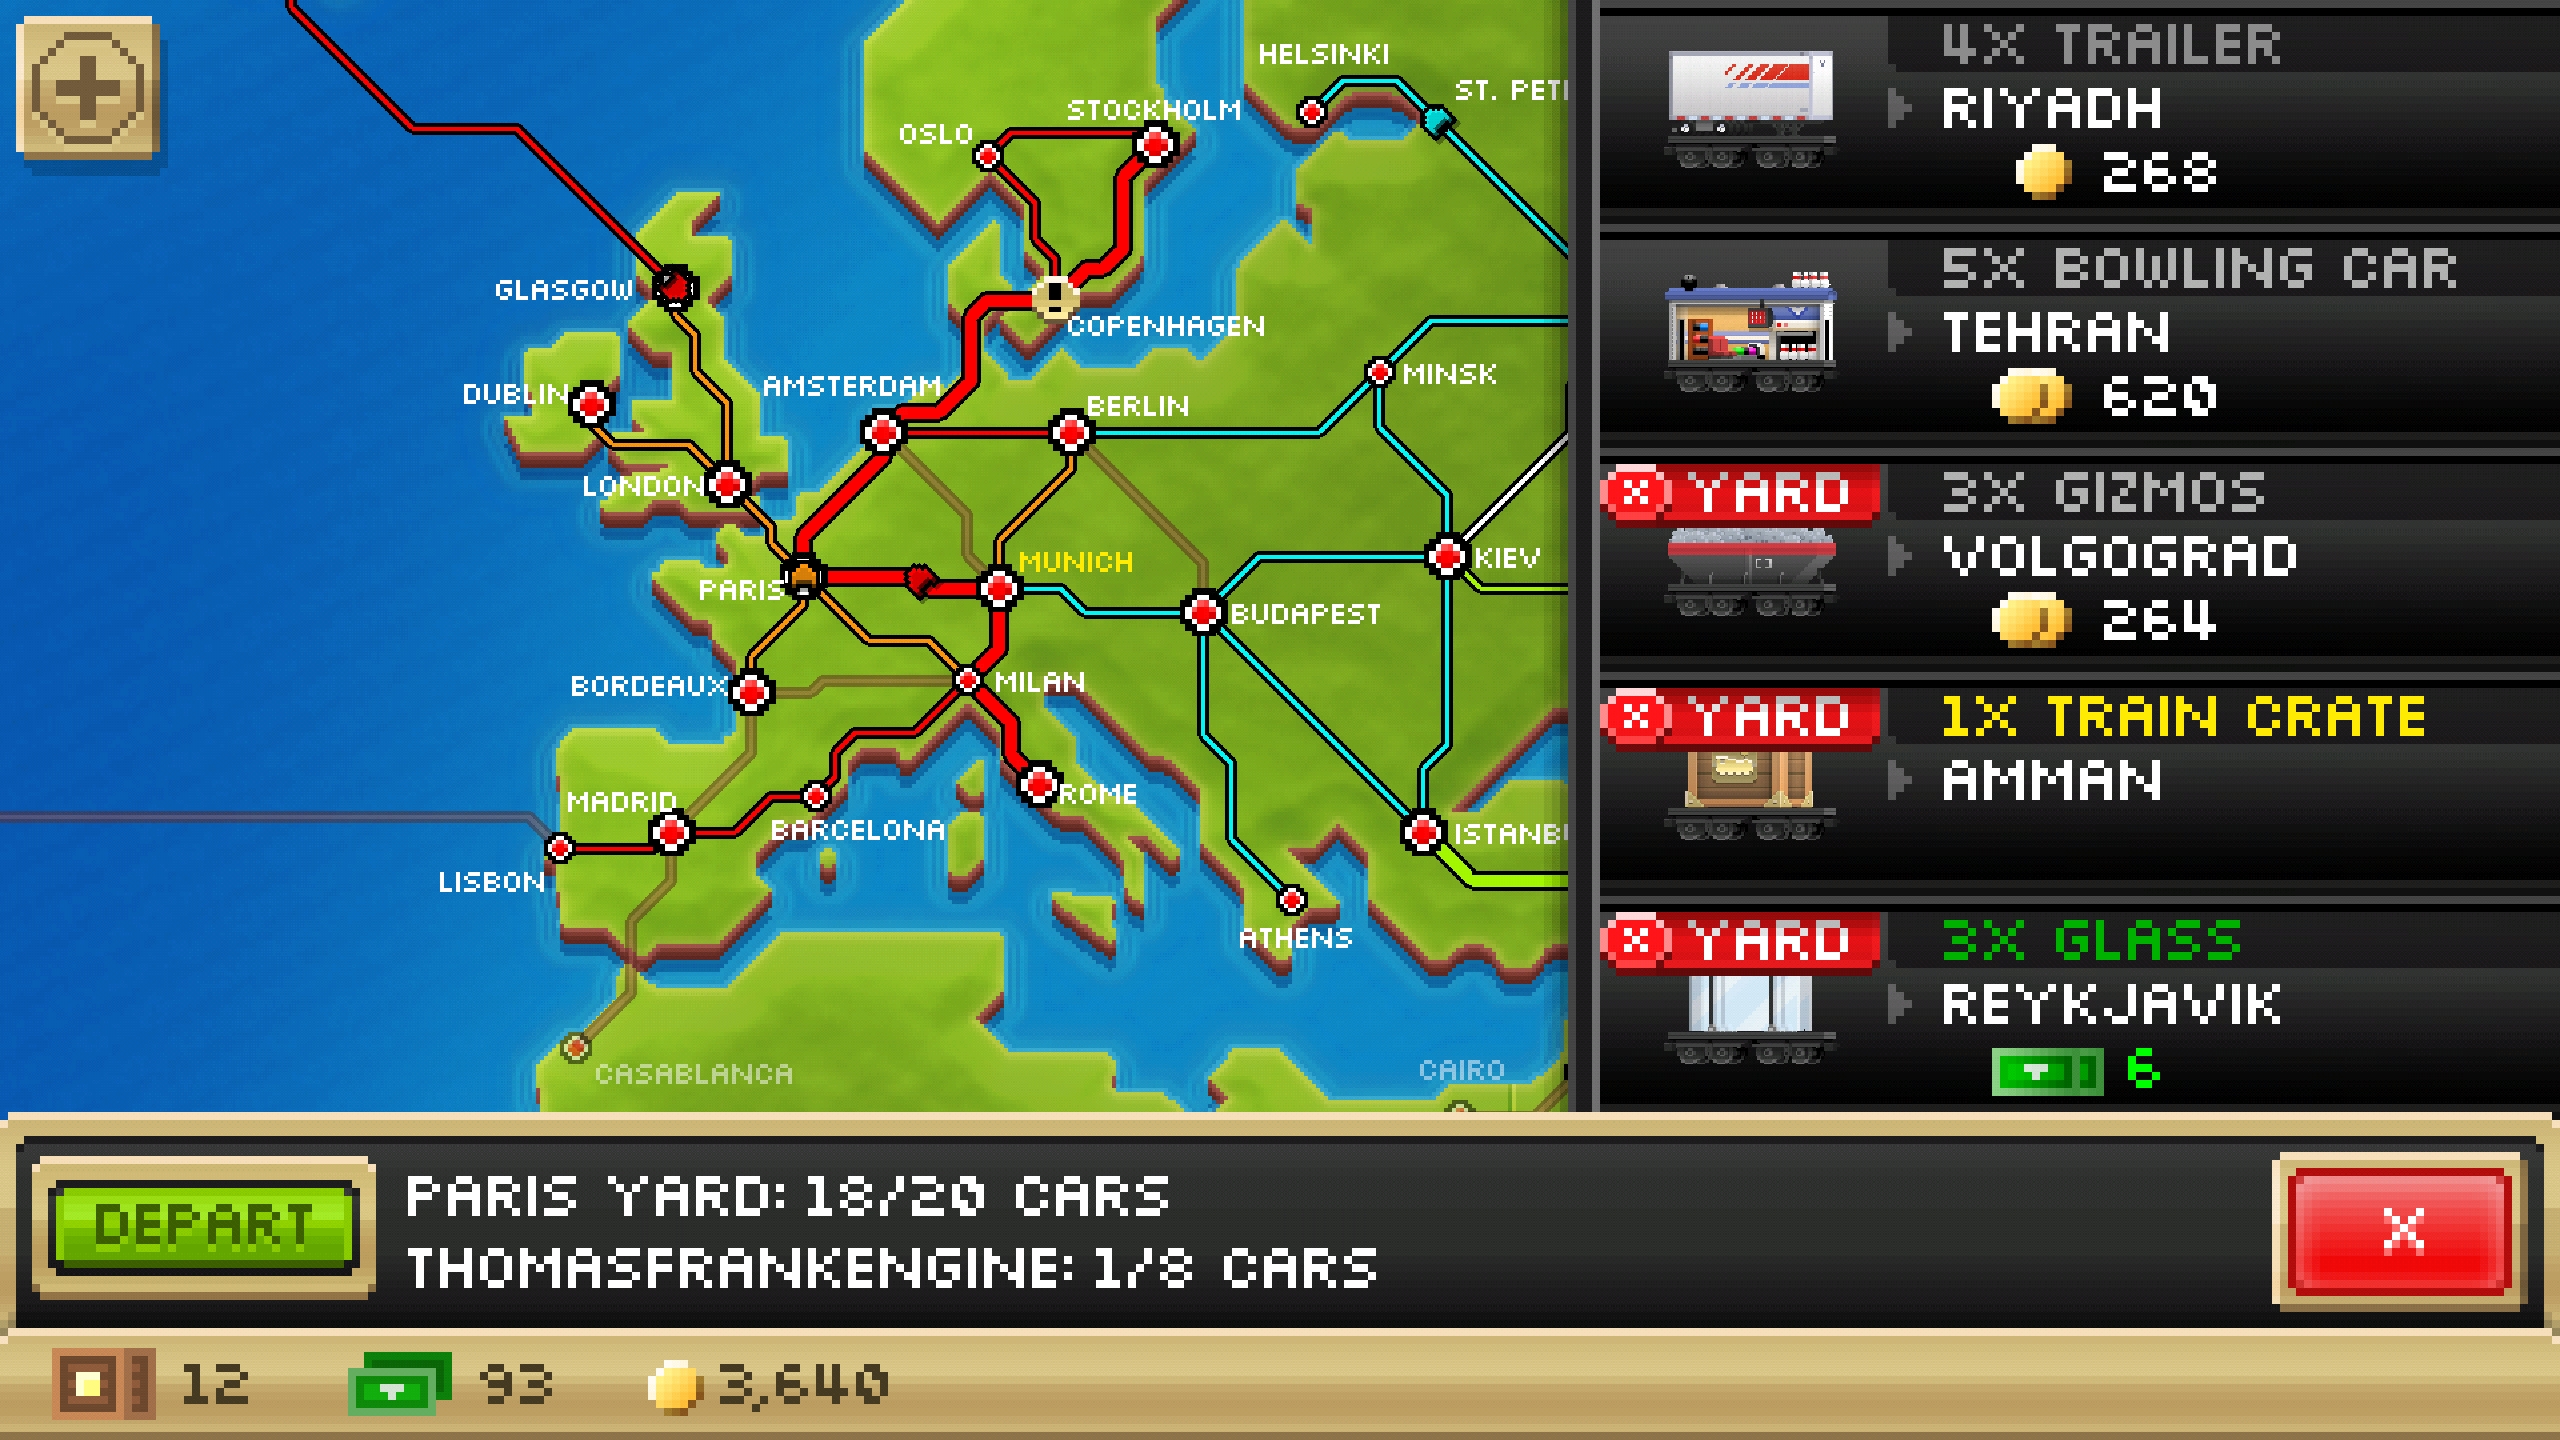 HELSINKI
ST. PET
STOCKHOLM
OSLO
GLASGOW
COPENHAGEN
MINSK
DUBLIN
AMSTERDAM
BERLIN
LONDON
MUNICH
KIEV
PARIS
BUDAPEST
BORDEAUX
MILAN
MADRID
ROME
BARCELONA
ISTANB
LISBON
ATHENS
CASABLANCA
CAIRO
4X TRAILER
RIYADH
268
5X BOWLING CAR
TEHRAN
620
YARD
3X GIZMOS
VOLGOGRAD
264
YARD
1X TRAIN CRATE
AMMAN
YARD
3X GLASS
REYKJAVIK
6
DEPART
PARIS YARD: 18/20 CARS
THOMASFRANKENGINE: 1/8 CARS
X
12
93
3,640